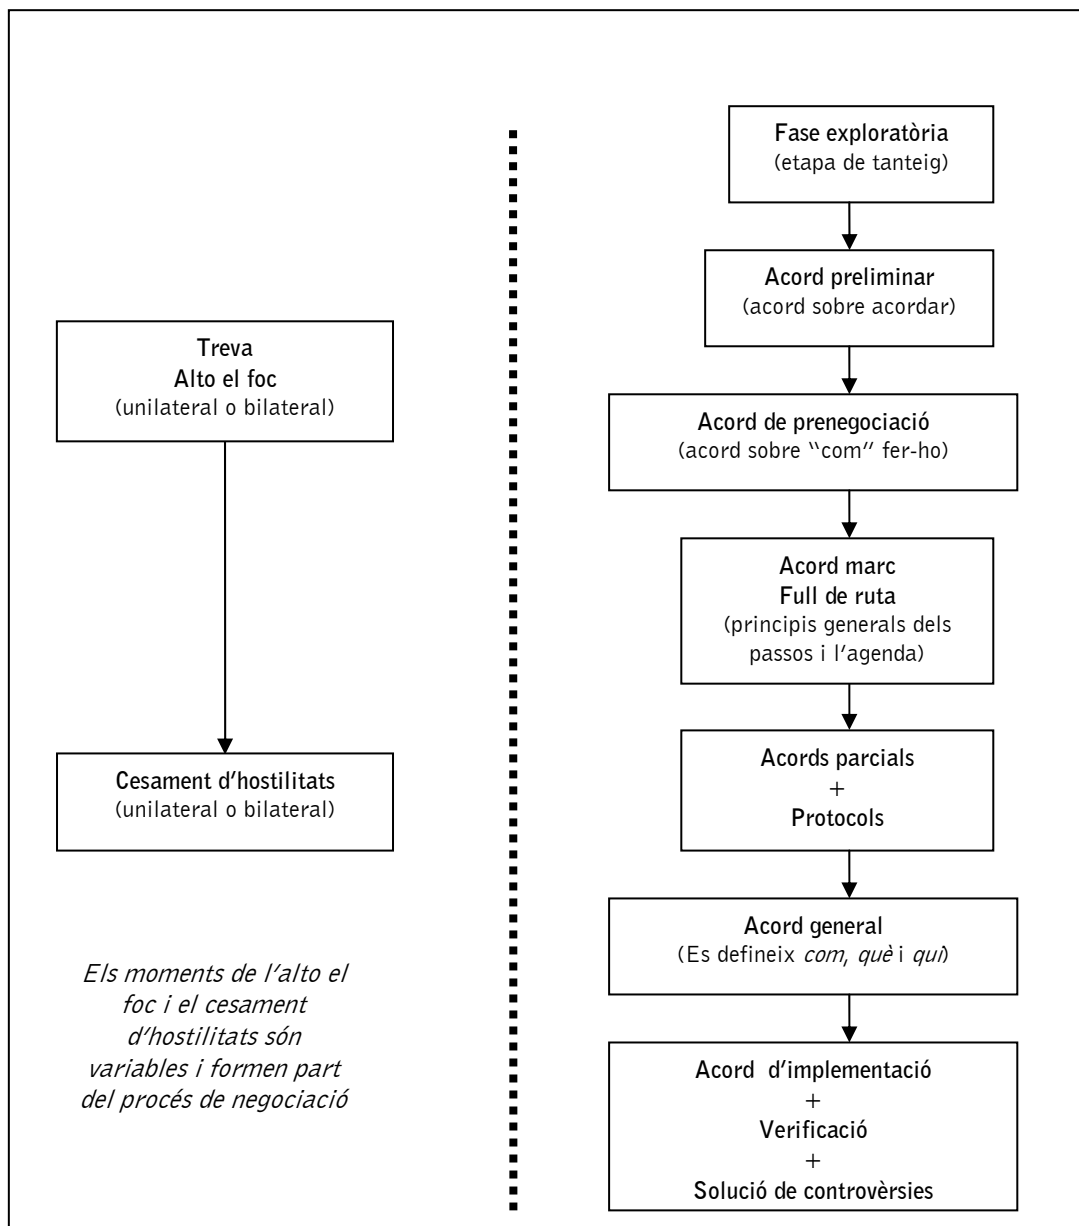 Fase exploratòria
(etapa de tanteig)
Acord preliminar
(acord sobre acordar)
Treva
Alto el foc
(unilateral o bilateral)
Acord de prenegociació
(acord sobre “com” fer-ho)
Acord marc
Full de ruta
(principis generals dels
passos i l’agenda)
Cesament d’hostilitats
(unilateral o bilateral)
Acords parcials
+
Protocols
Els moments de l’alto el
foc i el cesament
d’hostilitats són
variables i formen part
del procés de negociació
Acord general
(Es defineix com, què i qui)
Acord d’implementació
+
Verificació
+
Solució de controvèrsies